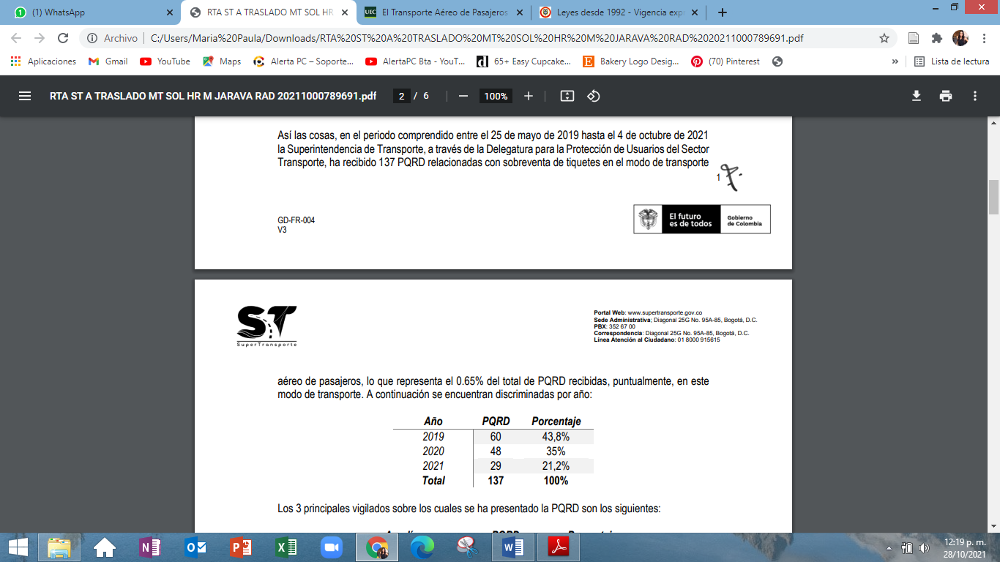 (1) WhatsApp
RTA ST A TRASLADO MT SOL HR
El Transporte Aéreo de Pasajeros
Leyes desde 1992 - Vigencia exp
Archivo
C:/Users/Maria%20Paula/Downloads/RTA%20ST%20A%20TRASLADO%20MT%20SOL%20HR%20M%20JARAVA%20RAD%2020211000789691.pdf
Aplicaciones
Gmail
YouTube
Maps
Alerta PC – Soporte...
AlertaPC Bta - YouT...
65+ Easy Cupcake...
Bakery Logo Desig...
(70) Pinterest
»
Lista de lectura
RTA ST A TRASLADO MT SOL HR M JARAVA RAD 20211000789691.pdf
2 / 6
100%
Así las cosas, en el periodo comprendido entre el 25 de mayo de 2019 hasta el 4 de octubre de 2021
la Superintendencia de Transporte, a través de la Delegatura para la Protección de Usuarios del Sector
Transporte, ha recibido 137 PQRD relacionadas con sobreventa de tiquetes en el modo de transporte
1
GD-FR-004
V3
El futuro
es de todos
Gobierno
de Colombia
ST
SuperTransporte
Portal Web: www.supertransporte.gov.co
Sede Administrativa; Diagonal 25G No. 95A-85, Bogotá, D.C.
PBX: 352 67 00
Correspondencia: Diagonal 25G No. 95A-85, Bogotá, D.C.
Línea Atención al Ciudadano: 01 8000 915615
aéreo de pasajeros, lo que representa el 0.65% del total de PQRD recibidas, puntualmente, en este
modo de transporte. A continuación se encuentran discriminadas por año:
Año PQRD Porcentaje
2019 60 43,8%
2020 48 35%
2021 29 21,2%
Total 137 100%
Los 3 principales vigilados sobre los cuales se ha presentado la PQRD son los siguientes:
12:19 p. m.
28/10/2021